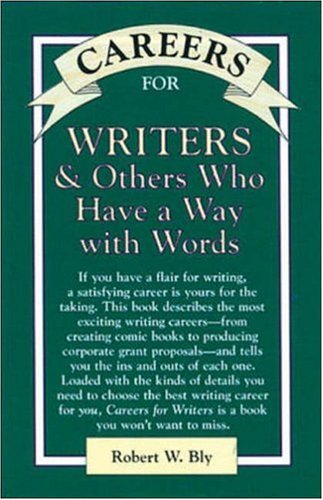 CAREERS
FOR
WRITERS
& Others Who
Have a Way
with Words
If you have a flair for writing,
a satisfying career is yours for the
taking. This book describes the most
exciting writing careers—from
creating comic books to producing
corporate grant proposals—and tells
you the ins and outs of each one.
Loaded with the kinds of details you
need to choose the best writing career
for you, Careers for Writers is a book
you won't want to miss.
Robert W. Bly